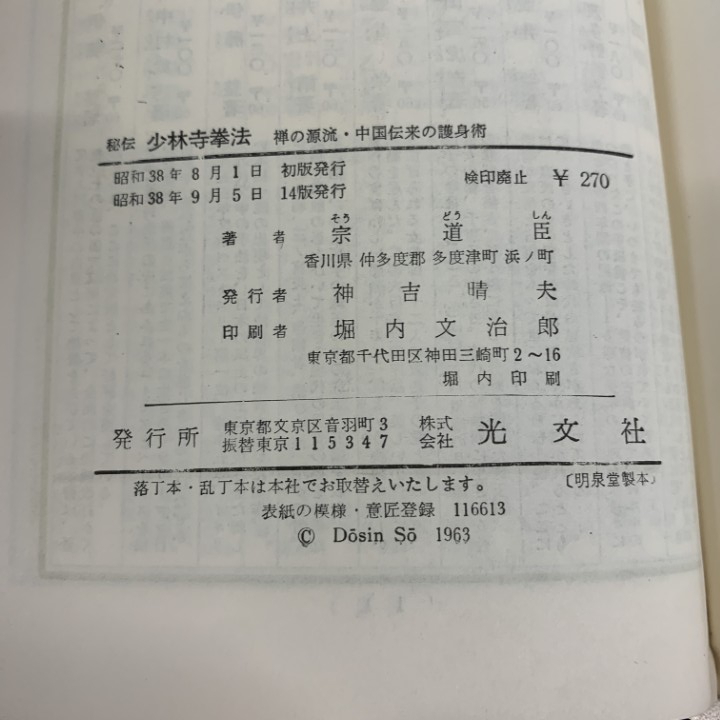 秘伝 少林寺拳法 禅の源流・中国伝来の護身術
昭和38年8月1日 初版発行
昭和38年9月5日 14版発行
検印廃止 ¥270
そう どう しん
著者 宗道臣
香川県 仲多度郡 多度津町 浜ノ町
発行者 神吉晴夫
印刷者 堀内文治郎
東京都千代田区神田三崎町2~16
堀内印刷
発行所 東京都文京区音羽町3 株式 光文社
振替東京115347 会社
落丁本・乱丁本は本社でお取替えいたします。 〔明泉堂製本〕
表紙の模様・意匠登録 116613
© Dōsin Sō 1963